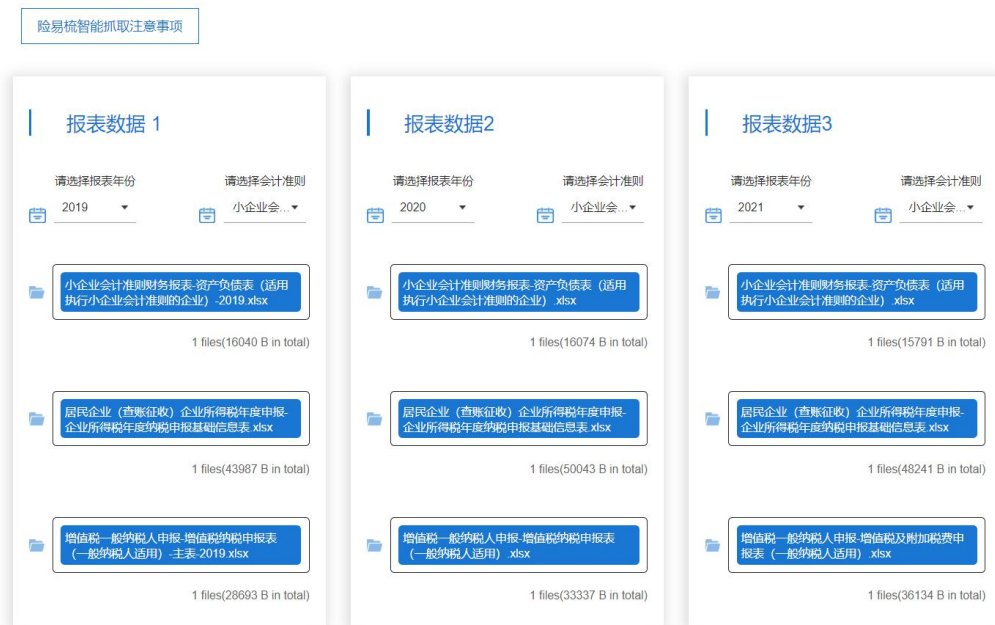 险易梳智能抓取注意事项
报表数据 1
请选择报表年份
请选择会计准则
2019
小企业会...
小企业会计准则财务报表-资产负债表（适用
执行小企业会计准则的企业）-2019.xlsx
1 files(16040 B in total)
居民企业（查账征收）企业所得税年度申报-
企业所得税年度纳税申报基础信息表.xlsx
1 files(43987 B in total)
增值税一般纳税人申报-增值税纳税申报表
（一般纳税人适用）-主表-2019.xlsx
1 files(28693 B in total)
报表数据2
请选择报表年份
请选择会计准则
2020
小企业会...
小企业会计准则财务报表-资产负债表（适用
执行小企业会计准则的企业）.xlsx
1 files(16074 B in total)
居民企业（查账征收）企业所得税年度申报-
企业所得税年度纳税申报基础信息表.xlsx
1 files(50043 B in total)
增值税一般纳税人申报-增值税纳税申报表
（一般纳税人适用）.xlsx
1 files(33337 B in total)
报表数据3
请选择报表年份
请选择会计准则
2021
小企业会...
小企业会计准则财务报表-资产负债表（适用
执行小企业会计准则的企业）.xlsx
1 files(15791 B in total)
居民企业（查账征收）企业所得税年度申报-
企业所得税年度纳税申报基础信息表.xlsx
1 files(48241 B in total)
增值税一般纳税人申报-增值税及附加税费申
报表（一般纳税人适用）.xlsx
1 files(36134 B in total)